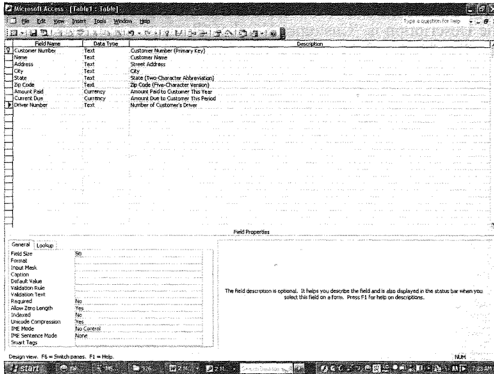 Microsoft Access - [Table1 : Table]
File Edit View Insert Tools Window Help Type a question for help
Field Name Data Type Description
Customer Number Text Customer Number (Primary Key)
Name Text Customer Name
Address Text Street Address
City Text City
State Text State (Two-Character Abbreviation)
Zip Code Text Zip Code (Five-Character Version)
Amount Paid Currency Amount Paid to Customer This Year
Current Due Currency Amount Due to Customer This Period
Driver Number Text Number of Customer's Driver
Field Properties
General Lookup
Field Size 50
Format
Input Mask
Caption
Default Value
Validation Rule
Validation Text
Required No
Allow Zero Length Yes
Indexed No
Unicode Compression Yes
IME Mode No Control
IME Sentence Mode None
Smart Tags
The field description is optional. It helps you describe the field and is also displayed in the status bar when you
select this field on a form. Press F1 for help on descriptions.
Design view. F6 = Switch panes. F1 = Help. NUM
start